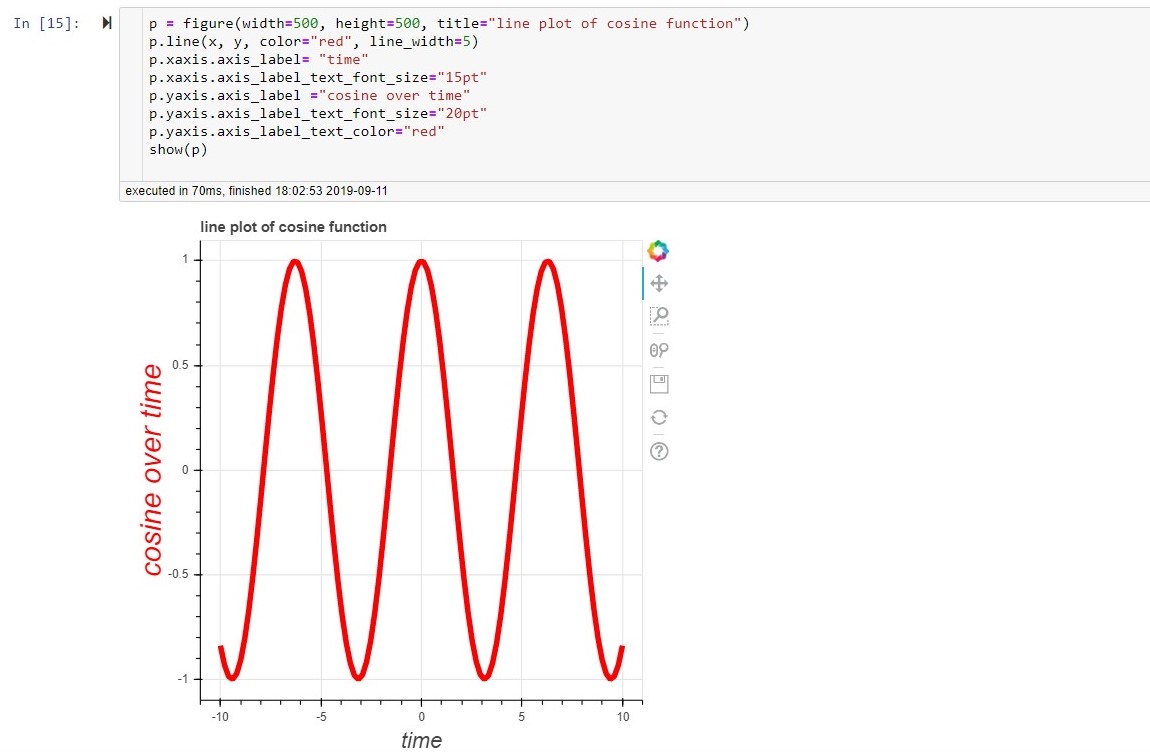 In [15]:
p = figure(width=500, height=500, title="line plot of cosine function")
p.line(x, y, color="red", line_width=5)
p.xaxis.axis_label= "time"
p.xaxis.axis_label_text_font_size="15pt"
p.yaxis.axis_label ="cosine over time"
p.yaxis.axis_label_text_font_size="20pt"
p.yaxis.axis_label_text_color="red"
show(p)
executed in 70ms, finished 18:02:53 2019-09-11
line plot of cosine function
cosine over time
1
0.5
0
-0.5
-1
-10 -5 0 5 10
time